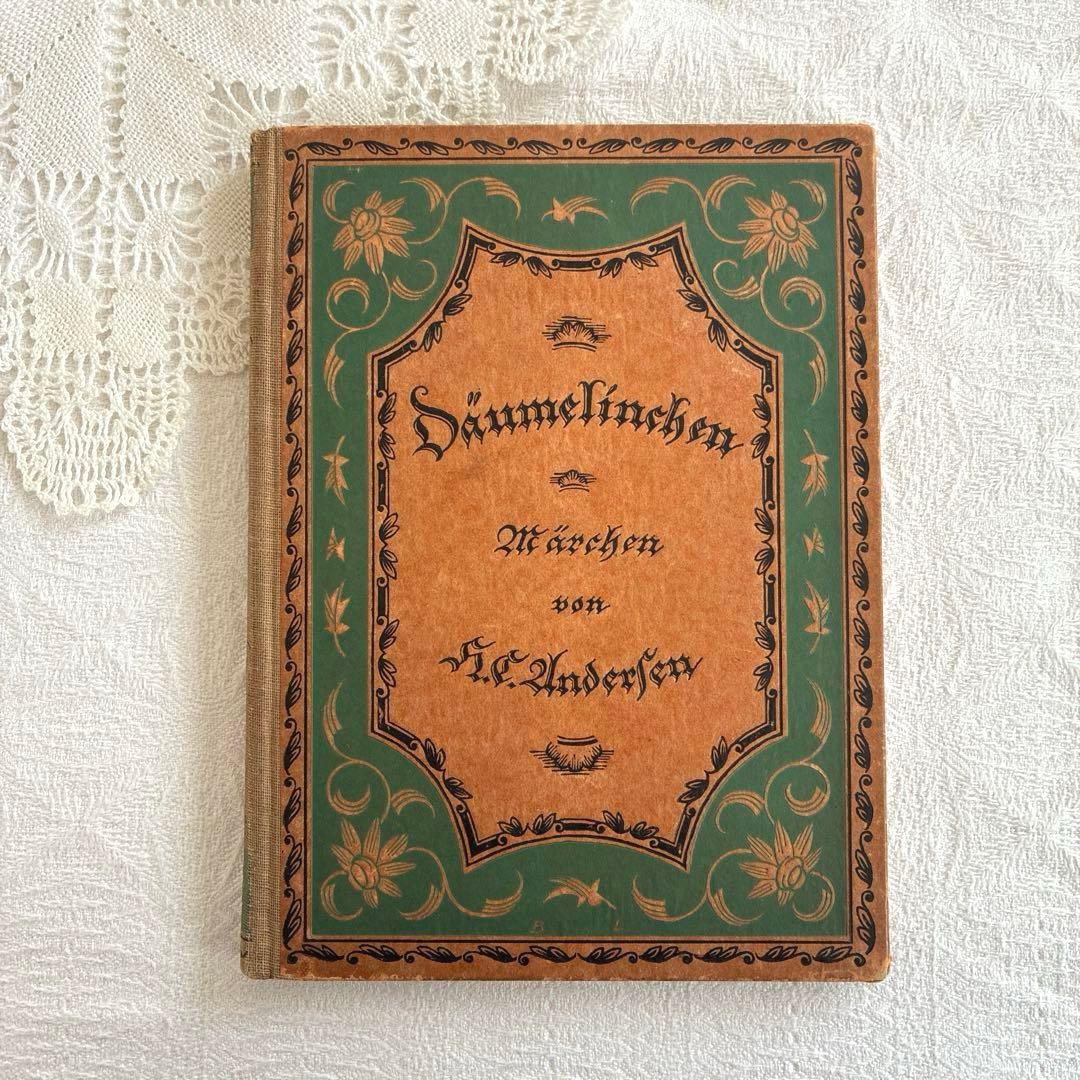 Däumelinchen
Märchen
von
H.C. Andersen
B L